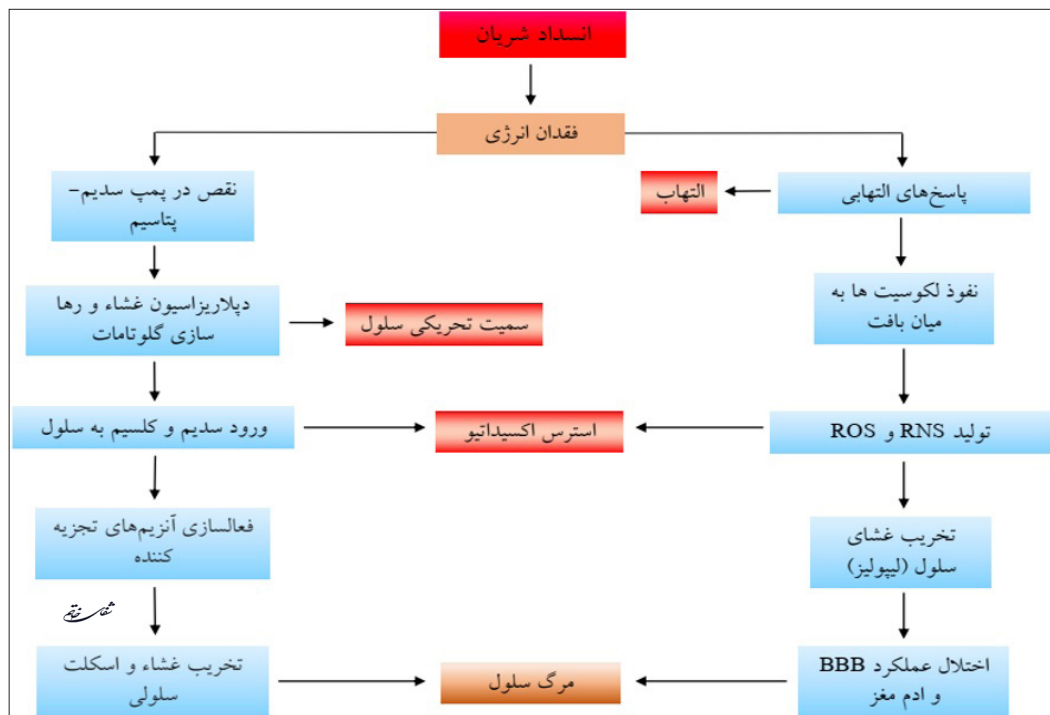 انسداد شریان
فقدان انرژی
پاسخ‌های التهابی
التهاب
نفوذ لکوسیت ها به
میان بافت
تولید RNS و ROS
تخریب غشای
سلول (لیپولیز)
اختلال عملکرد BBB
و ادم مغز
نقص در پمپ سدیم–
پتاسیم
دپلاریزاسیون غشاء و رها
سازی گلوتامات
سمیت تحریکی سلول
ورود سدیم و کلسیم به سلول
استرس اکسیداتیو
فعالسازی آنزیم‌های تجزیه
کننده
شفای خاتم
تخریب غشاء و اسکلت
سلولی
مرگ سلول